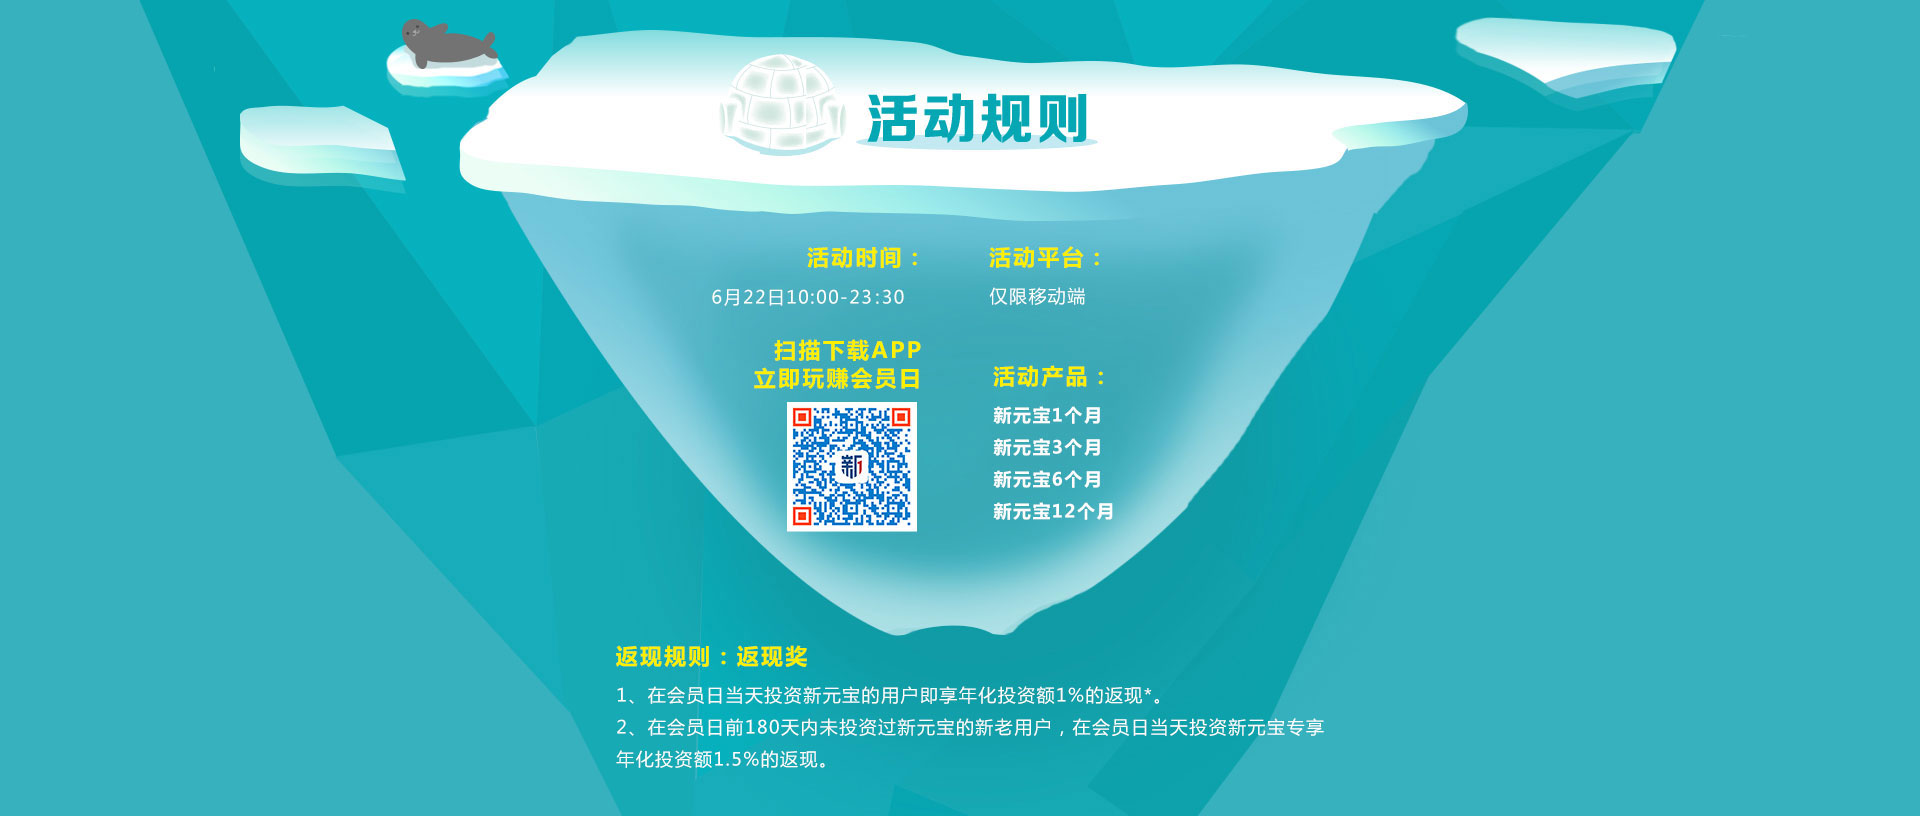 活动规则
活动时间：
6月22日10:00-23:30
活动平台：
仅限移动端
扫描下载APP
立即玩赚会员日
新
活动产品：
新元宝1个月
新元宝3个月
新元宝6个月
新元宝12个月
返现规则：返现奖
1、在会员日当天投资新元宝的用户即享年化投资额1%的返现*。
2、在会员日前180天内未投资过新元宝的新老用户，在会员日当天投资新元宝专享
年化投资额1.5%的返现。